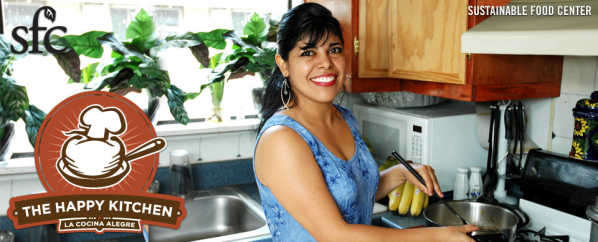 sfc
SUSTAINABLE FOOD CENTER
THE HAPPY KITCHEN
LA COCINA ALEGRE